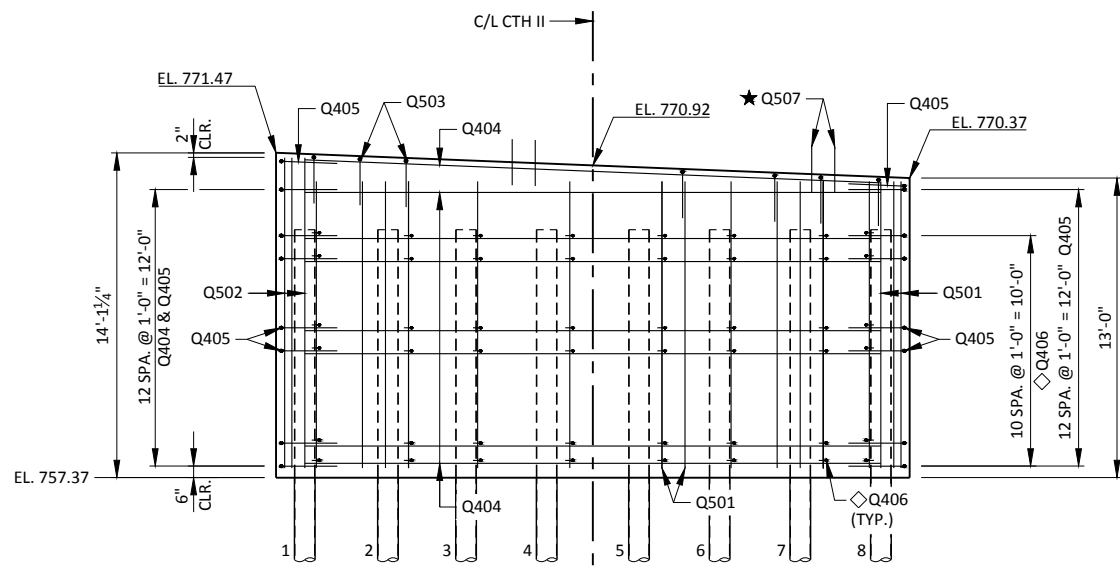 C/L CTH II
EL. 771.47
Q405
Q503
Q404
EL. 770.92
★ Q507
Q405
EL. 770.37
2"
CLR.
14'-1¼"
12 SPA. @ 1'-0" = 12'-0"
Q404 & Q405
Q502
Q405
Q501
Q405
10 SPA. @ 1'-0" = 10'-0"
◇Q406
12 SPA. @ 1'-0" = 12'-0" Q405
13'-0"
EL. 757.37
6"
CLR.
Q404
Q501
◇Q406
(TYP.)
1 2 3 4 5 6 7 8